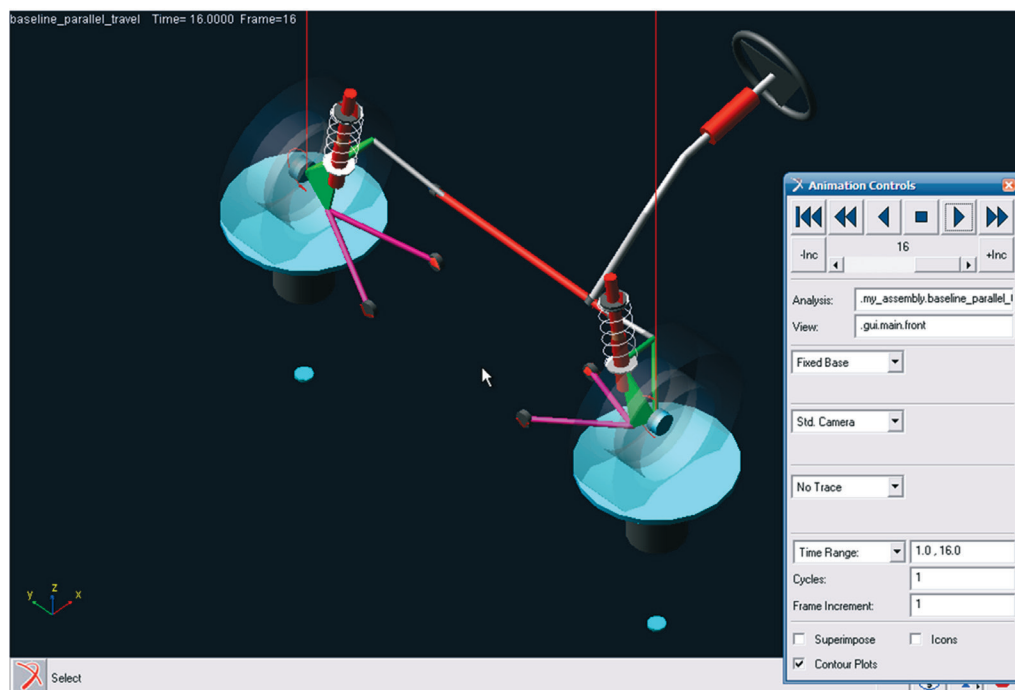 baseline_parallel_travel Time= 16.0000 Frame=16
Animation Controls
-Inc
16
+Inc
Analysis:
.my_assembly.baseline_parallel_
View:
.gui.main.front
Fixed Base
Std. Camera
No Trace
Time Range:
1.0 , 16.0
Cycles:
1
Frame Increment:
1
Superimpose
Icons
Contour Plots
z
y
x
Select